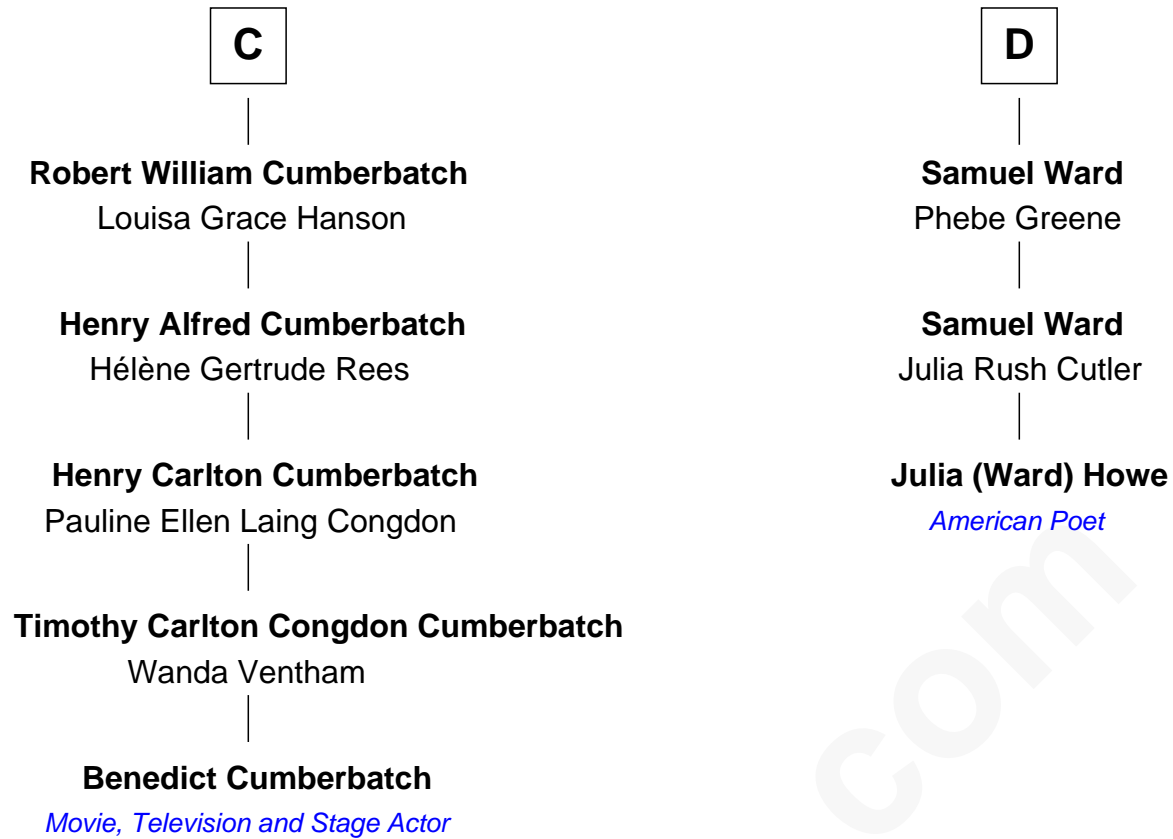 C
Robert William Cumberbatch
Louisa Grace Hanson
Henry Alfred Cumberbatch
Hélène Gertrude Rees
Henry Carlton Cumberbatch
Pauline Ellen Laing Congdon
Timothy Carlton Congdon Cumberbatch
Wanda Ventham
Benedict Cumberbatch
Movie, Television and Stage Actor
D
Samuel Ward
Phebe Greene
Samuel Ward
Julia Rush Cutler
Julia (Ward) Howe
American Poet
com